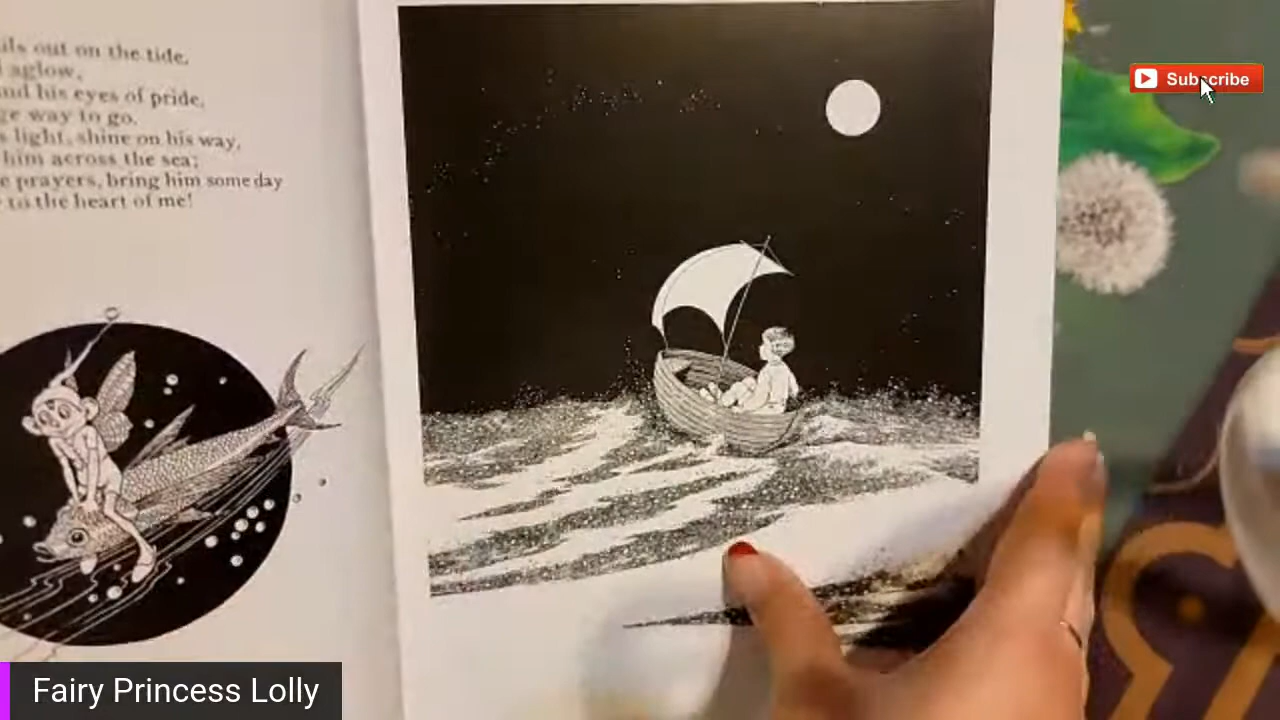 ils out on the tide,
aglow,
and his eyes of pride,
ge way to go.
s light, shine on his way,
him across the sea;
e prayers, bring him some day
to the heart of me!
Subscribe
Fairy Princess Lolly